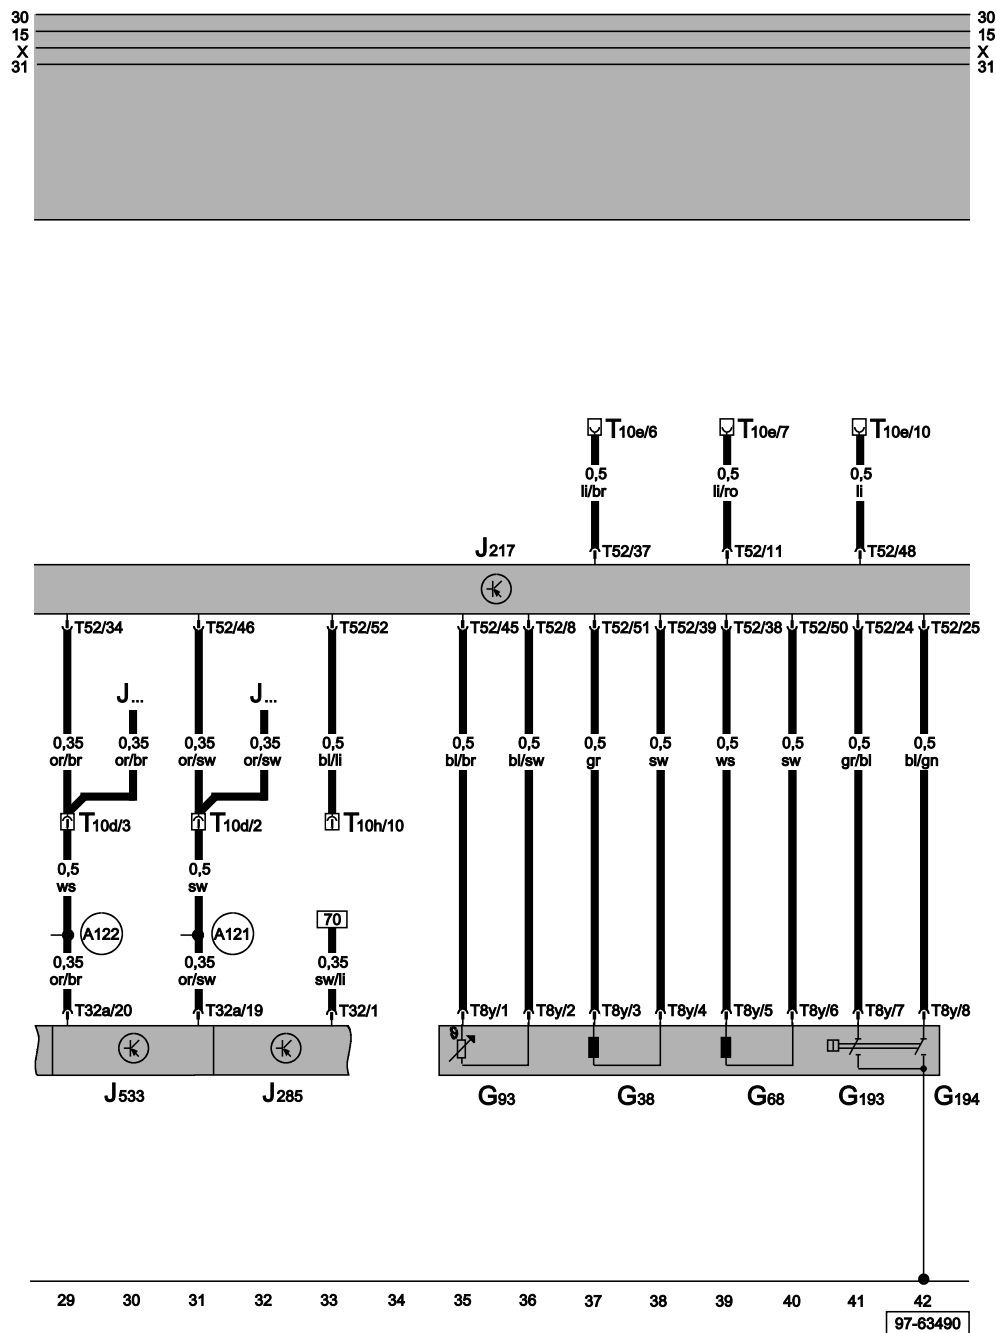 30 30
15 15
X X
31 31
T10e/6 T10e/7 T10e/10
0,5 0,5 0,5
li/br li/ro li
J217 T52/37 T52/11 T52/48
T52/34 T52/46 T52/52 T52/45 T52/8 T52/51 T52/39 T52/38 T52/50 T52/24 T52/25
J... J...
0,35 0,35 0,35 0,35 0,5 0,5 0,5 0,5 0,5 0,5 0,5 0,5 0,5
or/br or/br or/sw or/sw bl/li bl/br bl/sw gr sw ws sw gr/bl bl/gn
T10d/3 T10d/2 T10h/10
0,5 0,5
ws sw
70
A122 A121
0,35 0,35 0,35
or/br or/sw sw/li
T32a/20 T32a/19 T32/1 T8y/1 T8y/2 T8y/3 T8y/4 T8y/5 T8y/6 T8y/7 T8y/8
J533 J285 G93 G38 G68 G193 G194
29 30 31 32 33 34 35 36 37 38 39 40 41 42
97-63490